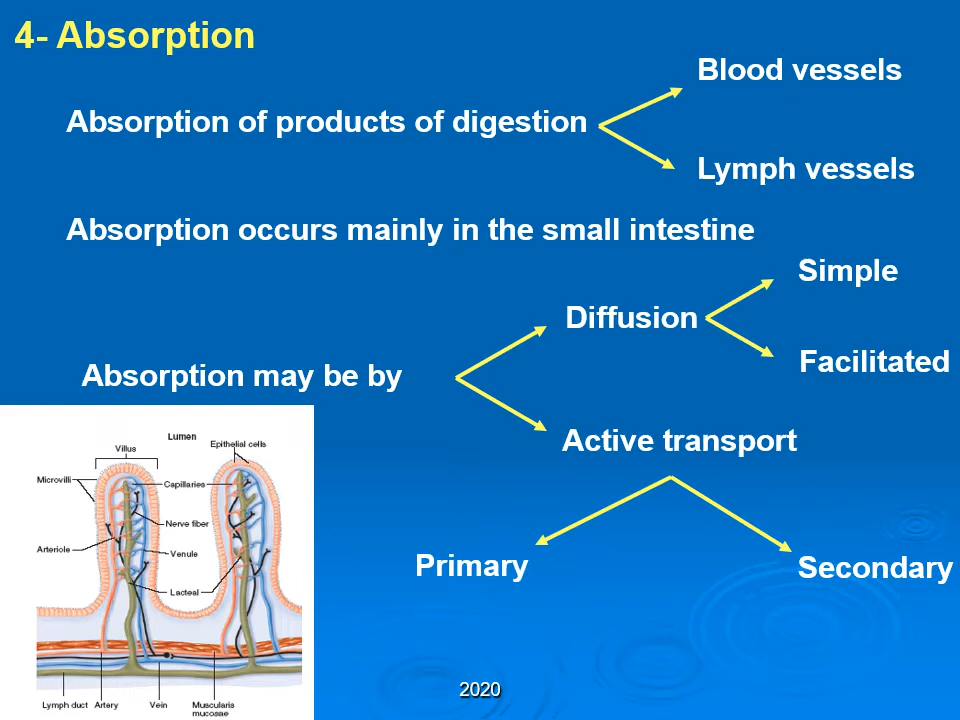 4- Absorption
Blood vessels
Absorption of products of digestion
Lymph vessels
Absorption occurs mainly in the small intestine
Simple
Diffusion
Facilitated
Absorption may be by
Active transport
Primary
Secondary
Lumen
Villus
Epithelial cells
Microvilli
Capillaries
Nerve fiber
Arteriole
Venule
Lacteal
Lymph duct
Artery
Vein
Muscularis
mucosae
2020